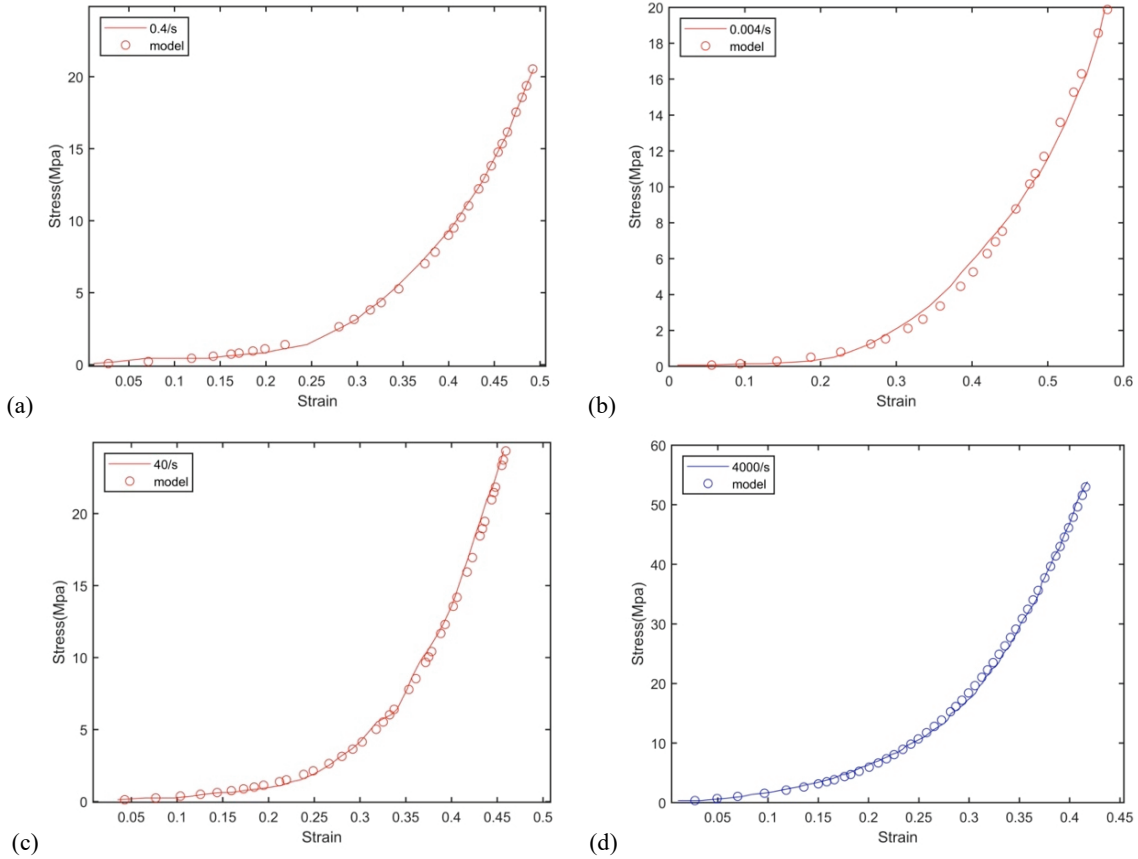 0.4/s
model
20
15
10
5
0
Stress(Mpa)
0.05 0.1 0.15 0.2 0.25 0.3 0.35 0.4 0.45 0.5
Strain
(a)
0.004/s
model
20
18
16
14
12
10
8
6
4
2
0
Stress(Mpa)
0 0.1 0.2 0.3 0.4 0.5 0.6
Strain
(b)
40/s
model
20
15
10
5
0
Stress(Mpa)
0.05 0.1 0.15 0.2 0.25 0.3 0.35 0.4 0.45 0.5
Strain
(c)
4000/s
model
60
50
40
30
20
10
0
Stress(Mpa)
0.05 0.1 0.15 0.2 0.25 0.3 0.35 0.4 0.45
Strain
(d)